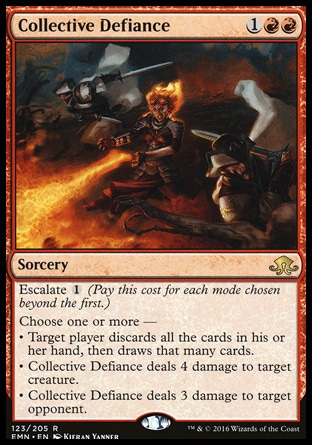 Collective Defiance 1
Sorcery
Escalate 1 (Pay this cost for each mode chosen
beyond the first.)
Choose one or more —
• Target player discards all the cards in his or
her hand, then draws that many cards.
• Collective Defiance deals 4 damage to target
creature.
• Collective Defiance deals 3 damage to target
opponent.
123/205 R
EMN • EN KIERAN YANNER
™ & © 2016 Wizards of the Coast